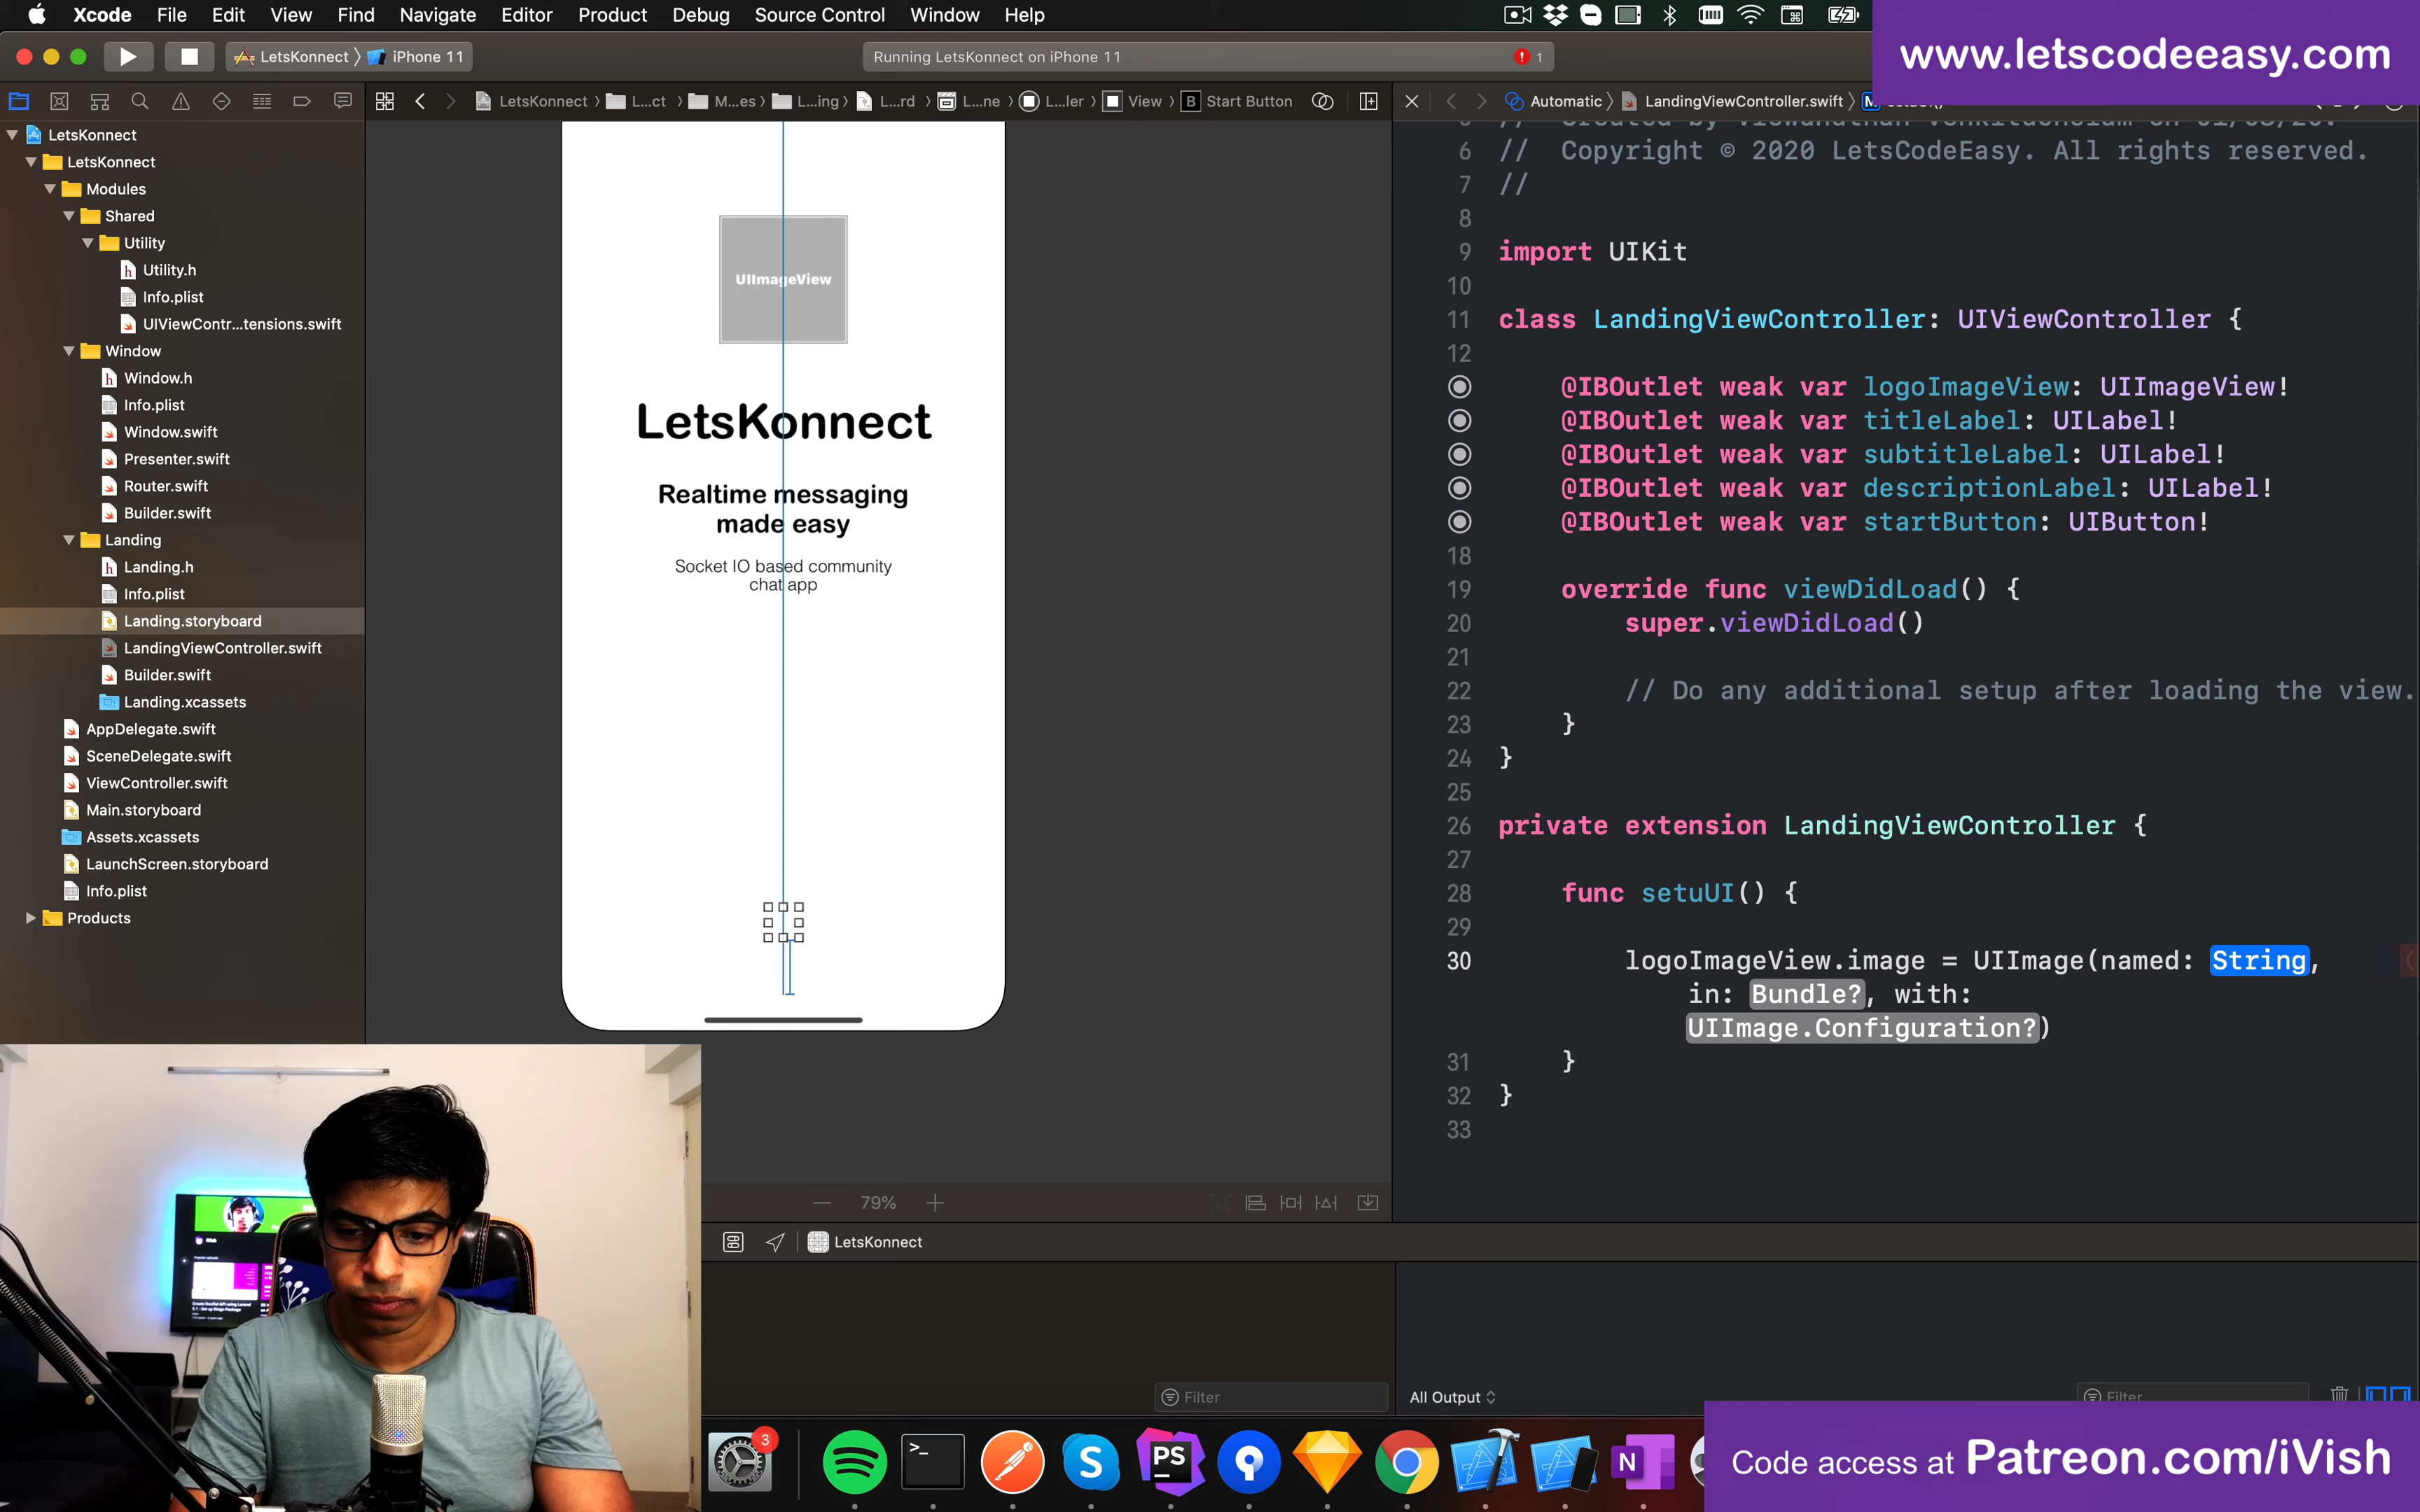 Xcode File Edit View Find Navigate Editor Product Debug Source Control Window Help
www.letscodeeasy.com
LetsKonnect iPhone 11
Running LetsKonnect on iPhone 11
1
LetsKonnect L...ct M...es L...ing L...rd L...ne L...ler View B Start Button
Automatic LandingViewController.swift M
LetsKonnect
LetsKonnect
Modules
Shared
Utility
Utility.h
Info.plist
UIViewContr...tensions.swift
Window
Window.h
Info.plist
Window.swift
Presenter.swift
Router.swift
Builder.swift
Landing
Landing.h
Info.plist
Landing.storyboard
LandingViewController.swift
Builder.swift
Landing.xcassets
AppDelegate.swift
SceneDelegate.swift
ViewController.swift
Main.storyboard
Assets.xcassets
LaunchScreen.storyboard
Info.plist
Products
UIImageView
LetsKonnect
Realtime messaging
made easy
Socket IO based community
chat app
79%
6 // Copyright © 2020 LetsCodeEasy. All rights reserved.
7 //
8
9 import UIKit
10
11 class LandingViewController: UIViewController {
12
@IBOutlet weak var logoImageView: UIImageView!
@IBOutlet weak var titleLabel: UILabel!
@IBOutlet weak var subtitleLabel: UILabel!
@IBOutlet weak var descriptionLabel: UILabel!
@IBOutlet weak var startButton: UIButton!
18
19 override func viewDidLoad() {
20 super.viewDidLoad()
21
22 // Do any additional setup after loading the view.
23 }
24 }
25
26 private extension LandingViewController {
27
28 func setuUI() {
29
30 logoImageView.image = UIImage(named: String,
in: Bundle?, with:
UIImage.Configuration?)
31 }
32 }
33
LetsKonnect
Filter
All Output
Filter
3
>_
PS
S
N
Code access at Patreon.com/iVish